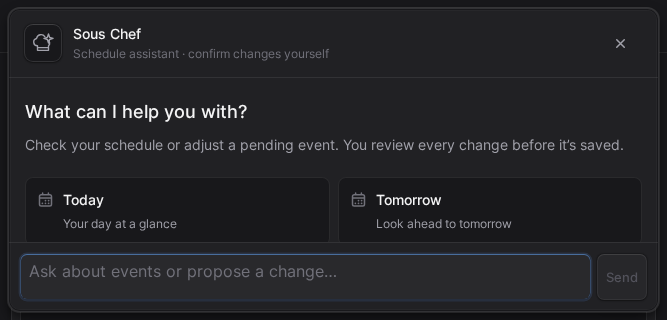 Sous Chef
Schedule assistant · confirm changes yourself
What can I help you with?
Check your schedule or adjust a pending event. You review every change before it’s saved.
Today
Your day at a glance
Tomorrow
Look ahead to tomorrow
Ask about events or propose a change...
Send